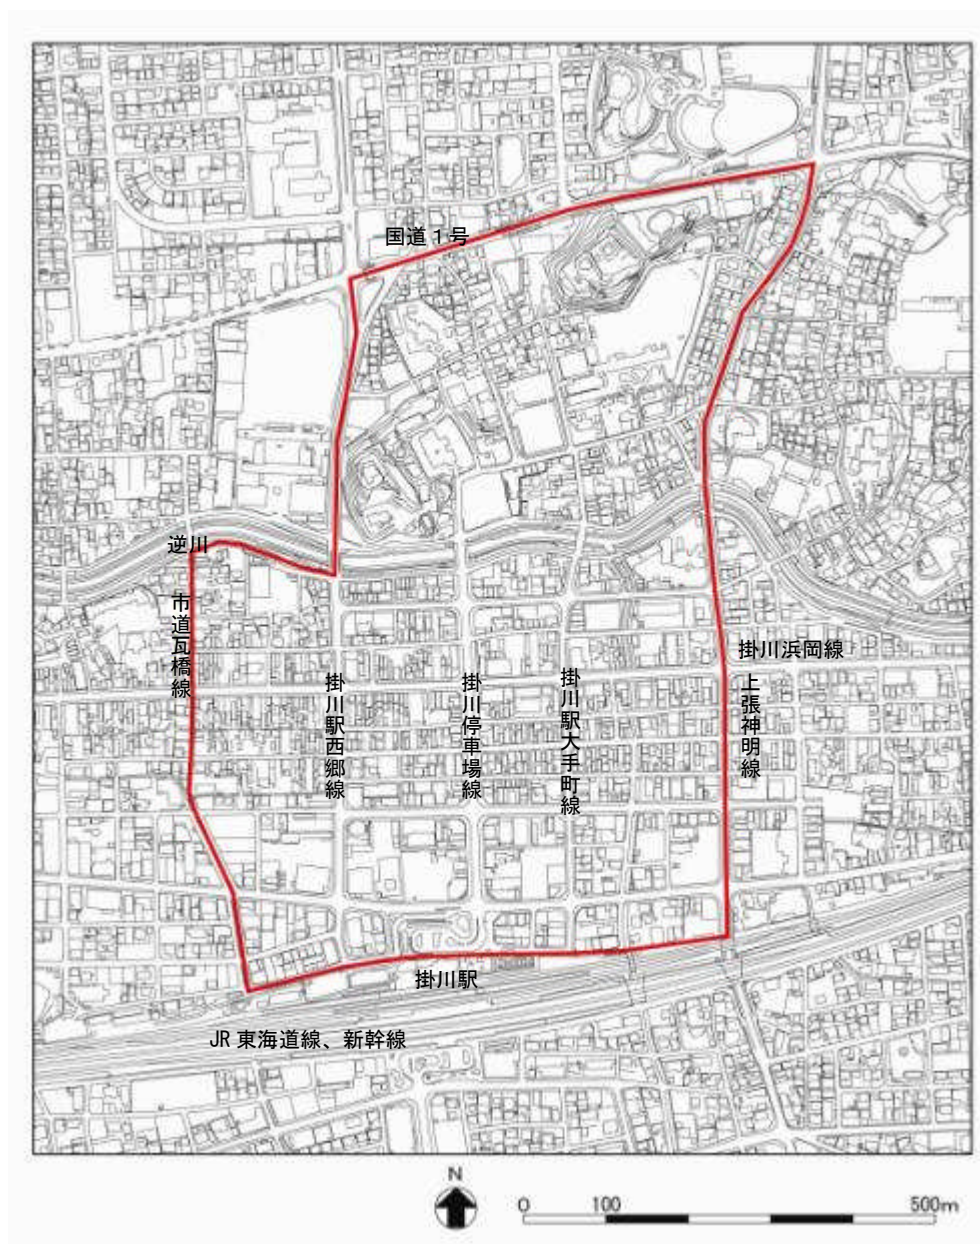 国道１号
逆川
市道瓦橋線
掛川浜岡線
掛川駅西郷線
掛川停車場線
掛川駅大手町線
上張神明線
掛川駅
JR 東海道線、新幹線
N
0 100 500m